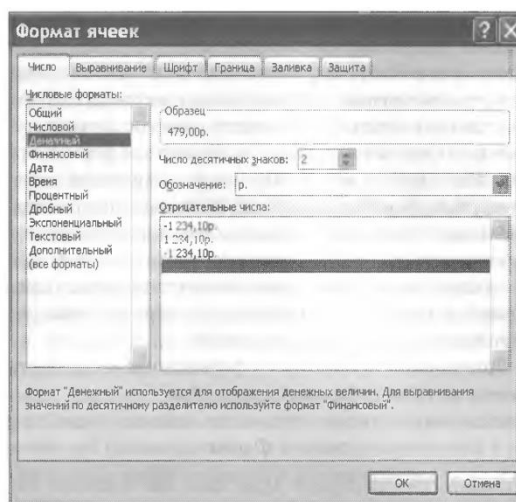 Формат ячеек
Число Выравнивание Шрифт Граница Заливка Защита
Числовые форматы:
Общий
Числовой
Денежный
Финансовый
Дата
Время
Процентный
Дробный
Экспоненциальный
Текстовый
Дополнительный
(все форматы)
Образец
479,00р.
Число десятичных знаков: 2
Обозначение: р.
Отрицательные числа:
-1 234,10р.
1 234,10р.
-1 234,10р.
Формат "Денежный" используется для отображения денежных величин. Для выравнивания
значений по десятичному разделителю используйте формат "Финансовый".
ОК Отмена